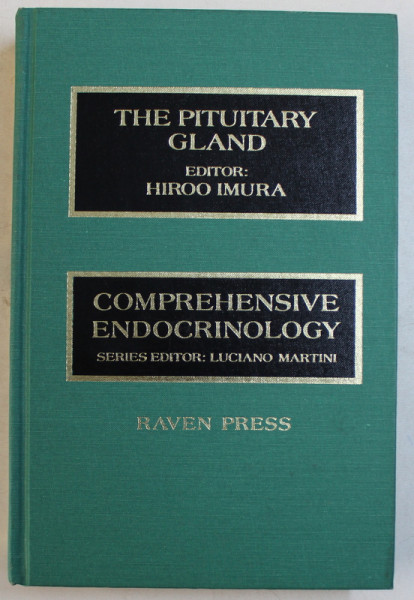 THE PITUITARY
GLAND
EDITOR:
HIROO IMURA
COMPREHENSIVE
ENDOCRINOLOGY
SERIES EDITOR: LUCIANO MARTINI
RAVEN PRESS